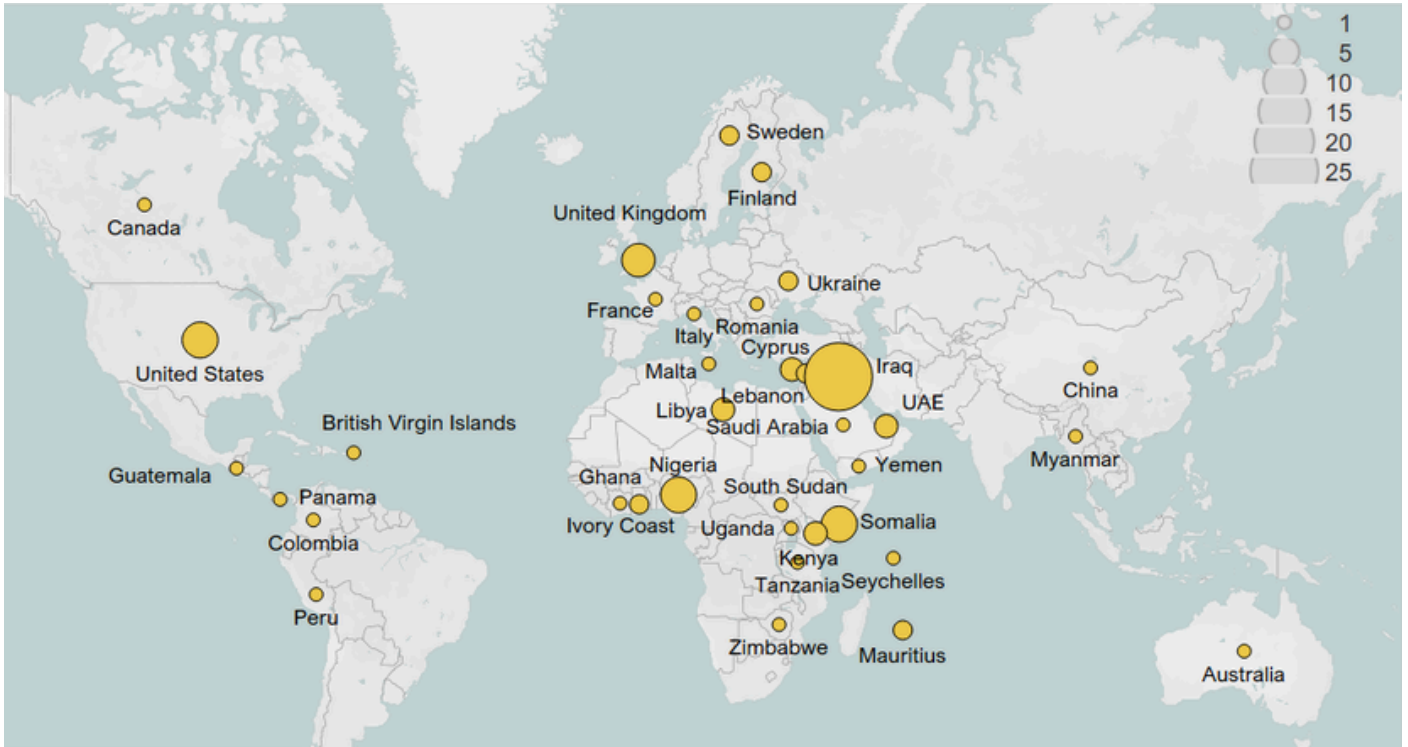 1
5
10
15
20
25
Sweden
Finland
United Kingdom
Canada
Ukraine
France
Italy
Romania
Cyprus
United States
Malta
Iraq
Lebanon
China
UAE
Libya
British Virgin Islands
Saudi Arabia
Myanmar
Nigeria
Yemen
Guatemala
Ghana
South Sudan
Panama
Ivory Coast
Uganda
Somalia
Colombia
Kenya
Tanzania
Seychelles
Peru
Zimbabwe
Mauritius
Australia